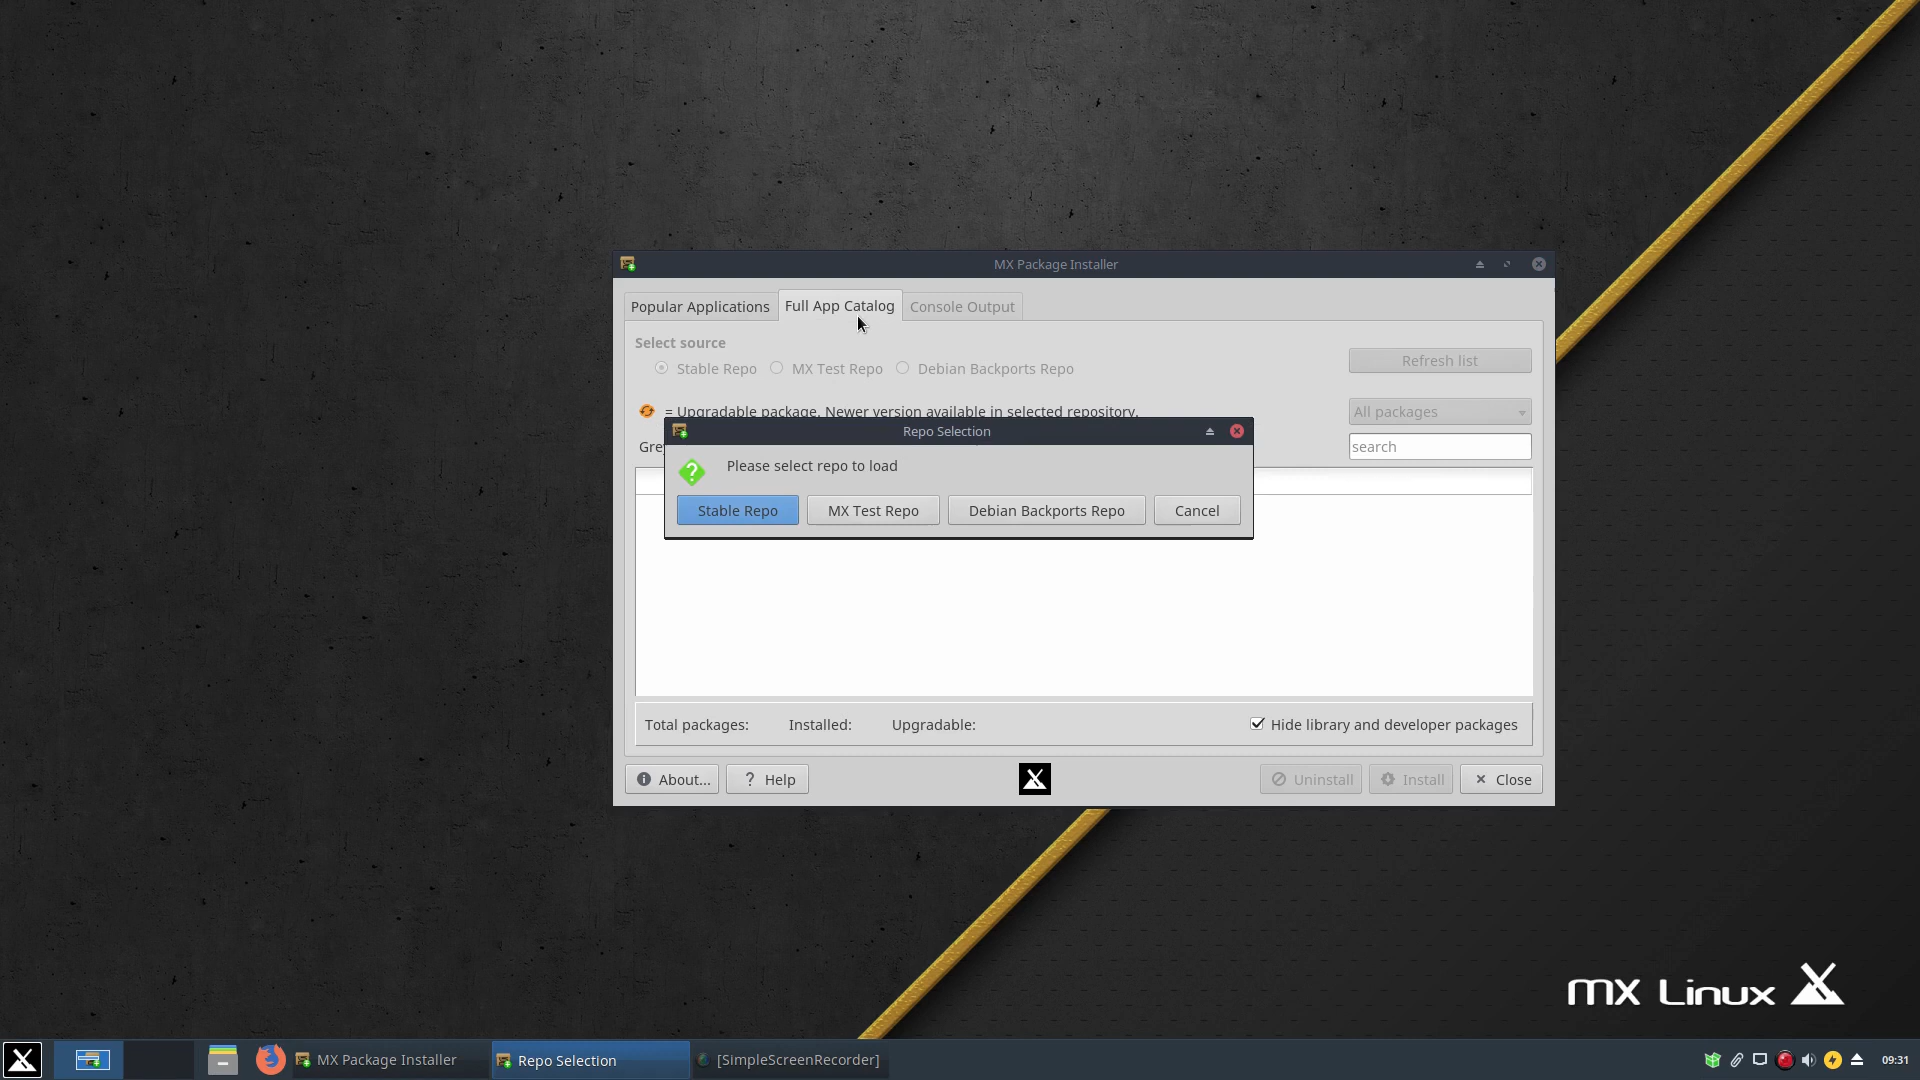 MX Package Installer
Popular Applications
Full App Catalog
Console Output
Select source
Stable Repo
MX Test Repo
Debian Backports Repo
Refresh list
= Upgradable package. Newer version available in selected repository.
All packages
search
Repo Selection
Please select repo to load
Stable Repo
MX Test Repo
Debian Backports Repo
Cancel
Total packages:
Installed:
Upgradable:
Hide library and developer packages
About...
? Help
Uninstall
Install
Close
mx Linux
MX Package Installer
Repo Selection
[SimpleScreenRecorder]
09:31